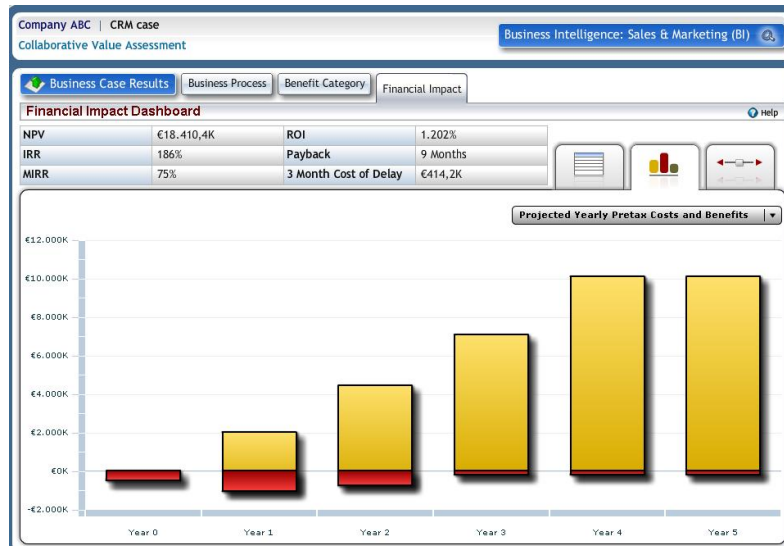 Company ABC | CRM case
Collaborative Value Assessment
Business Intelligence: Sales & Marketing (BI)
Business Case Results
Business Process
Benefit Category
Financial Impact
Financial Impact Dashboard
Help
NPV €18.410,4K ROI 1.202%
IRR 186% Payback 9 Months
MIRR 75% 3 Month Cost of Delay €414,2K
Projected Yearly Pretax Costs and Benefits
€12.000K
€10.000K
€8.000K
€6.000K
€4.000K
€2.000K
€0K
-€2.000K
Year 0 Year 1 Year 2 Year 3 Year 4 Year 5